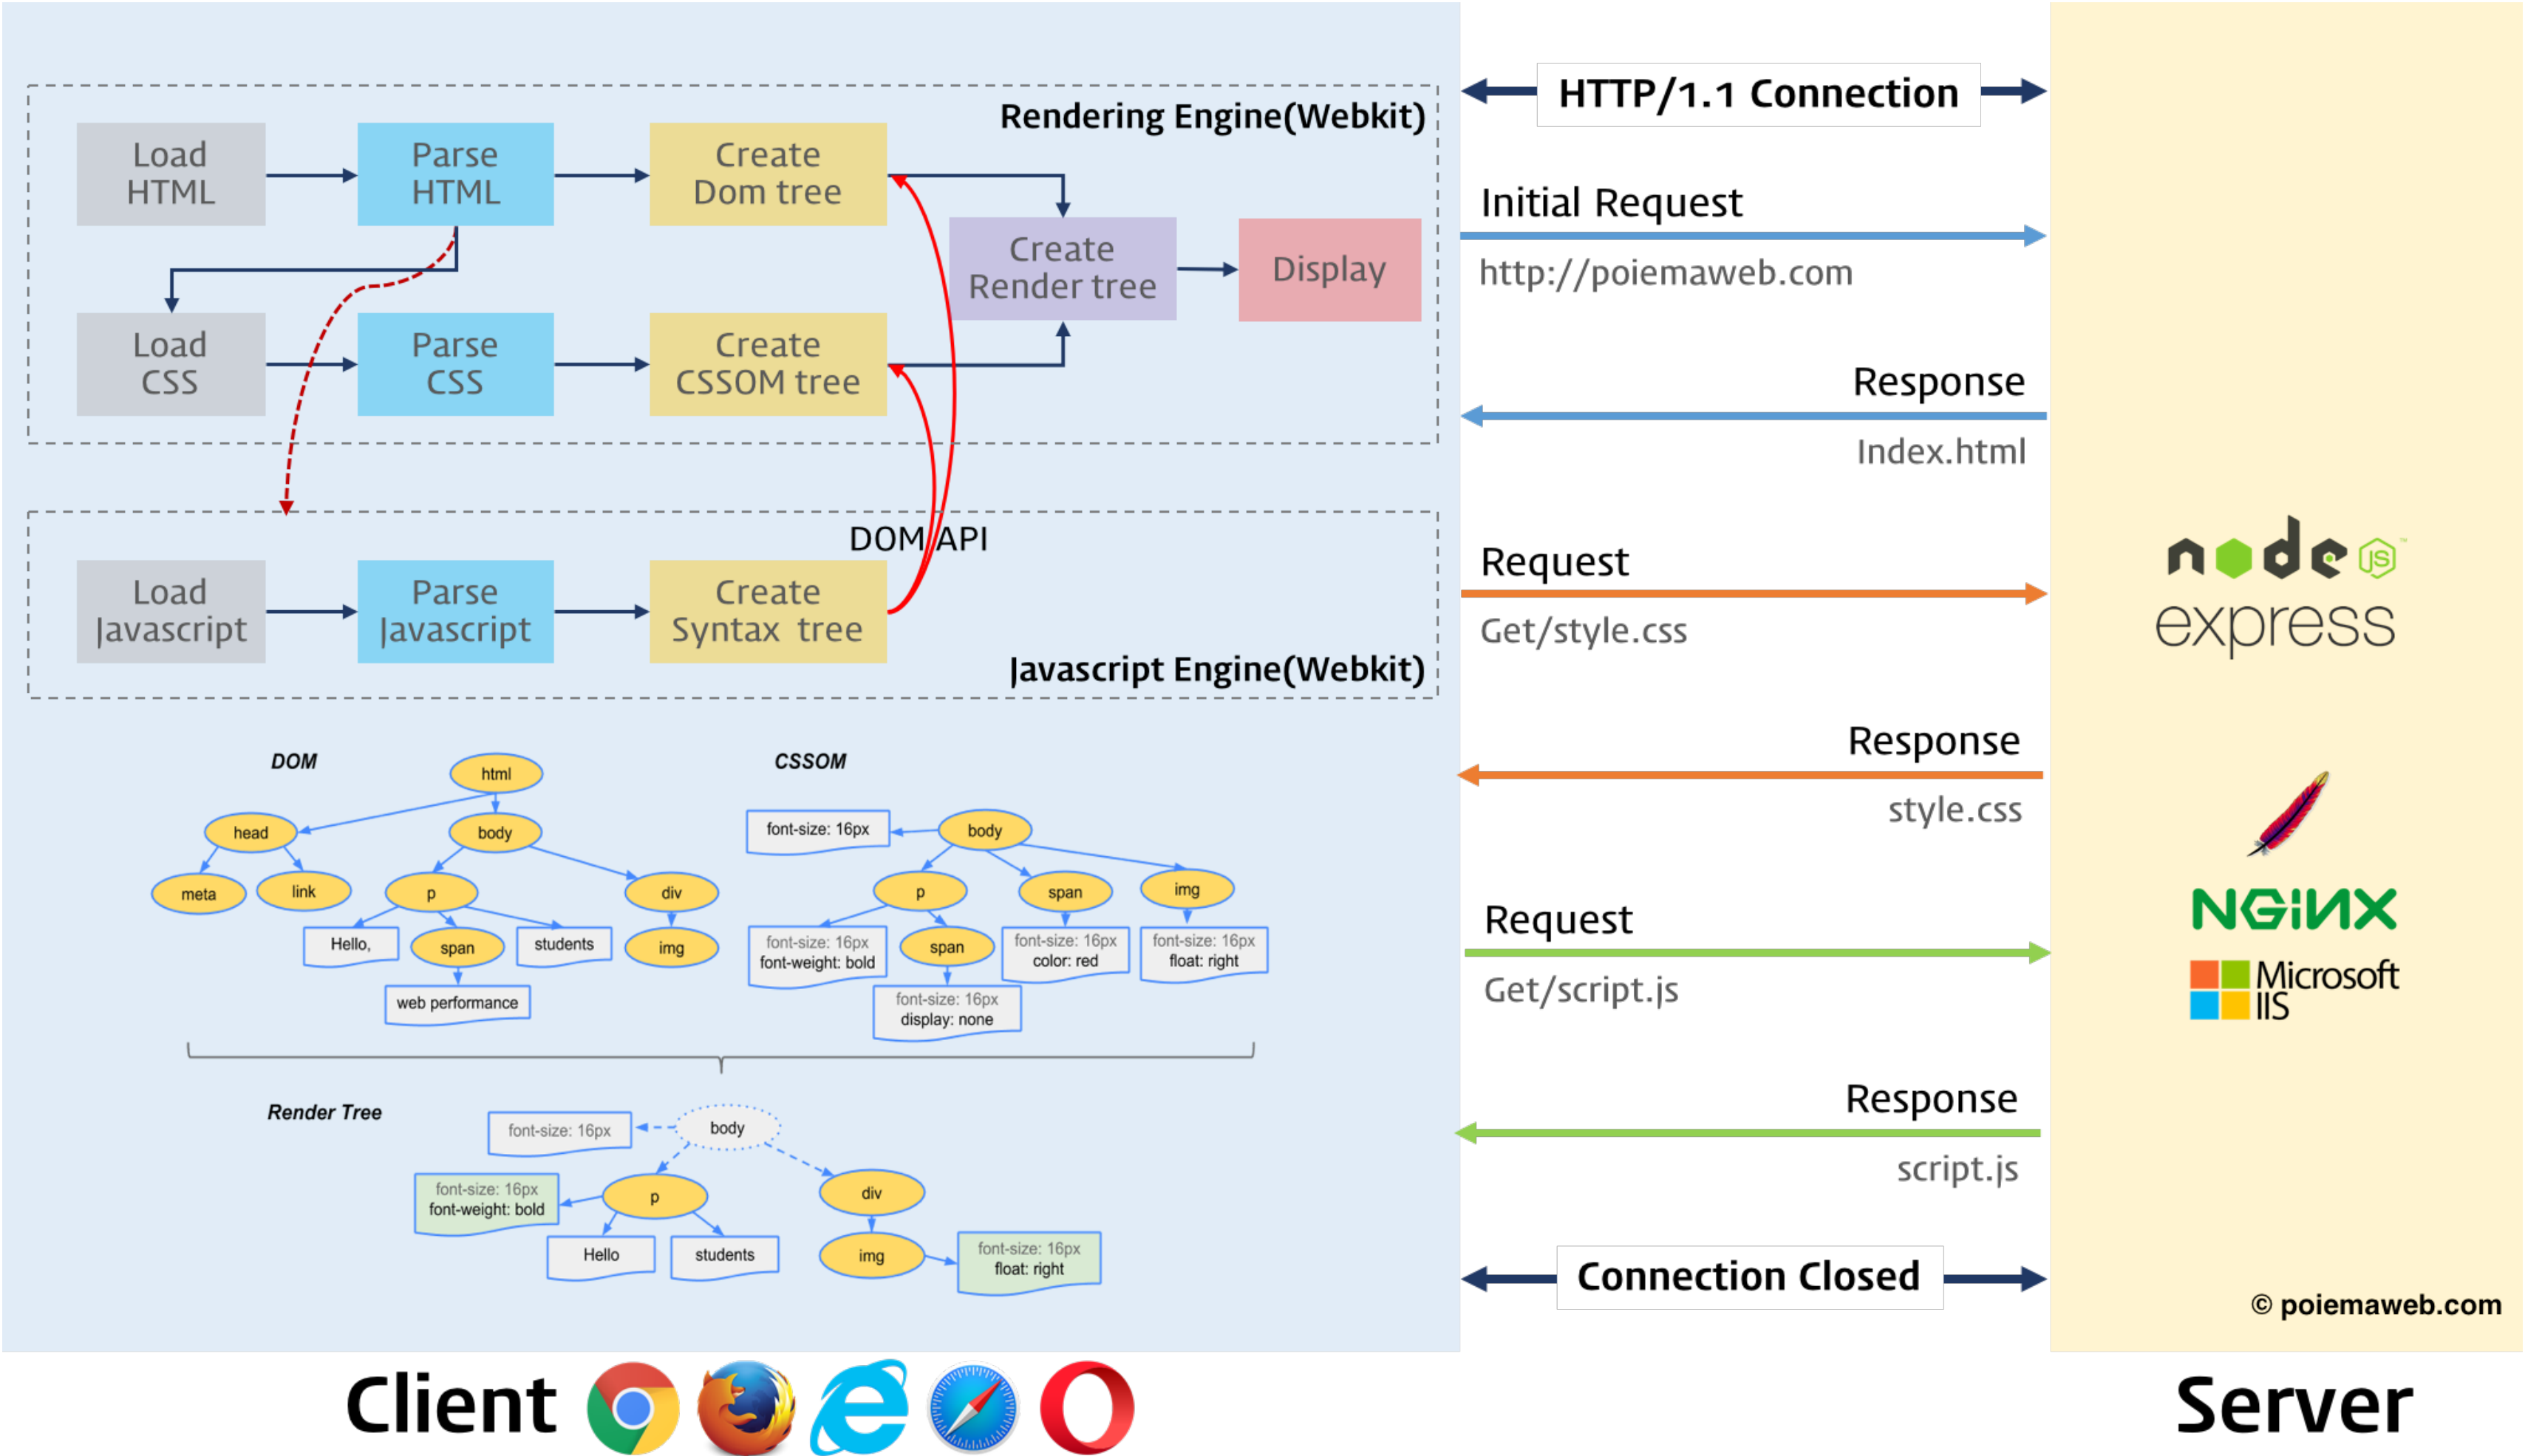 Rendering Engine(Webkit)
Load
HTML
Parse
HTML
Create
Dom tree
Create
Render tree
Display
Load
CSS
Parse
CSS
Create
CSSOM tree
DOM API
Load
Javascript
Parse
Javascript
Create
Syntax tree
Javascript Engine(Webkit)
DOM
html
head
body
meta
link
p
div
Hello,
span
students
img
web performance
CSSOM
font-size: 16px
body
p
span
img
font-size: 16px
font-weight: bold
span
font-size: 16px
color: red
font-size: 16px
float: right
font-size: 16px
display: none
Render Tree
font-size: 16px
body
font-size: 16px
font-weight: bold
p
div
Hello
students
img
font-size: 16px
float: right
Client
HTTP/1.1 Connection
Initial Request
http://poiemaweb.com
Response
Index.html
Request
Get/style.css
Response
style.css
Request
Get/script.js
Response
script.js
Connection Closed
node JS ™
express
NGiNX
Microsoft
IIS
© poiemaweb.com
Server